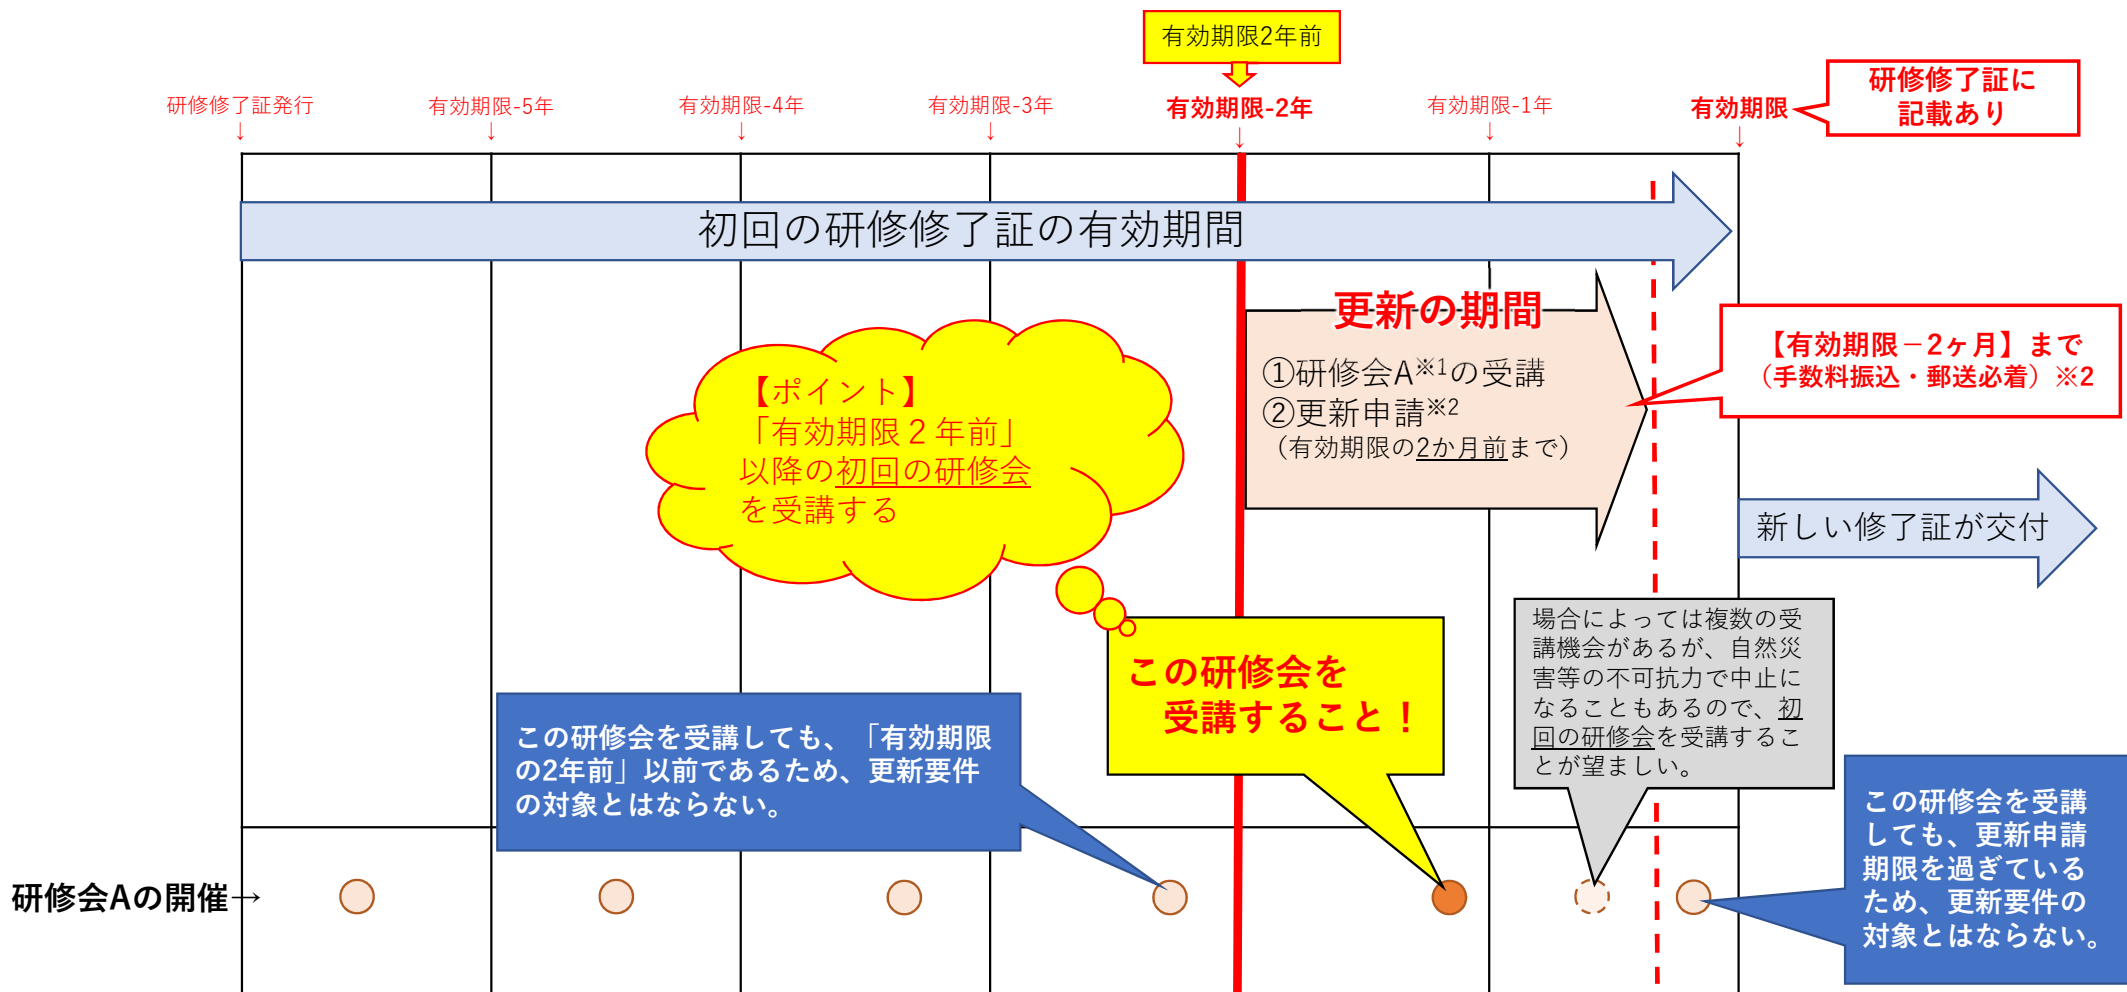 有効期限2年前
研修修了証発行
↓
有効期限-5年
↓
有効期限-4年
↓
有効期限-3年
↓
有効期限-2年
↓
有効期限-1年
↓
有効期限
↓
研修修了証に
記載あり
初回の研修修了証の有効期間
更新の期間
①研修会A※1の受講
②更新申請※2
（有効期限の2か月前まで）
【有効期限－2ヶ月】まで
（手数料振込・郵送必着）※2
【ポイント】
「有効期限２年前」
以降の初回の研修会
を受講する
新しい修了証が交付
この研修会を
受講すること！
場合によっては複数の受
講機会があるが、自然災
害等の不可抗力で中止に
なることもあるので、初
回の研修会を受講するこ
とが望ましい。
この研修会を受講しても、「有効期限
の2年前」以前であるため、更新要件
の対象とはならない。
この研修会を受講
しても、更新申請
期限を過ぎている
ため、更新要件の
対象とはならない。
研修会Aの開催→